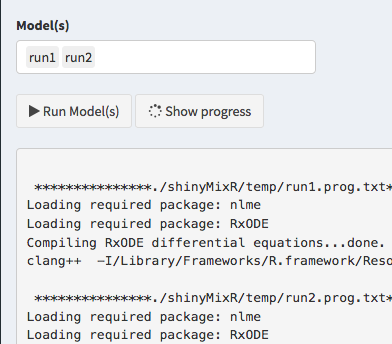 Model(s)
run1 run2
Run Model(s) Show progress
***************./shinyMixR/temp/run1.prog.txt*
Loading required package: nlme
Loading required package: RxODE
Compiling RxODE differential equations...done.
clang++ -I/Library/Frameworks/R.framework/Reso
***************./shinyMixR/temp/run2.prog.txt*
Loading required package: nlme
Loading required package: RxODE